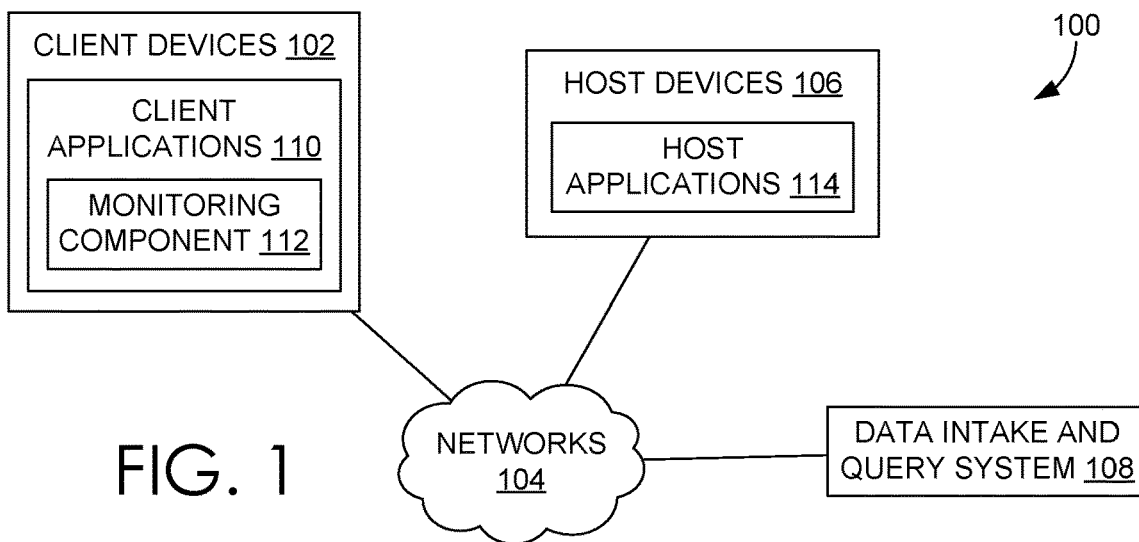 100
CLIENT DEVICES 102
CLIENT
APPLICATIONS 110
MONITORING
COMPONENT 112
HOST DEVICES 106
HOST
APPLICATIONS 114
NETWORKS
104
DATA INTAKE AND
QUERY SYSTEM 108
FIG. 1